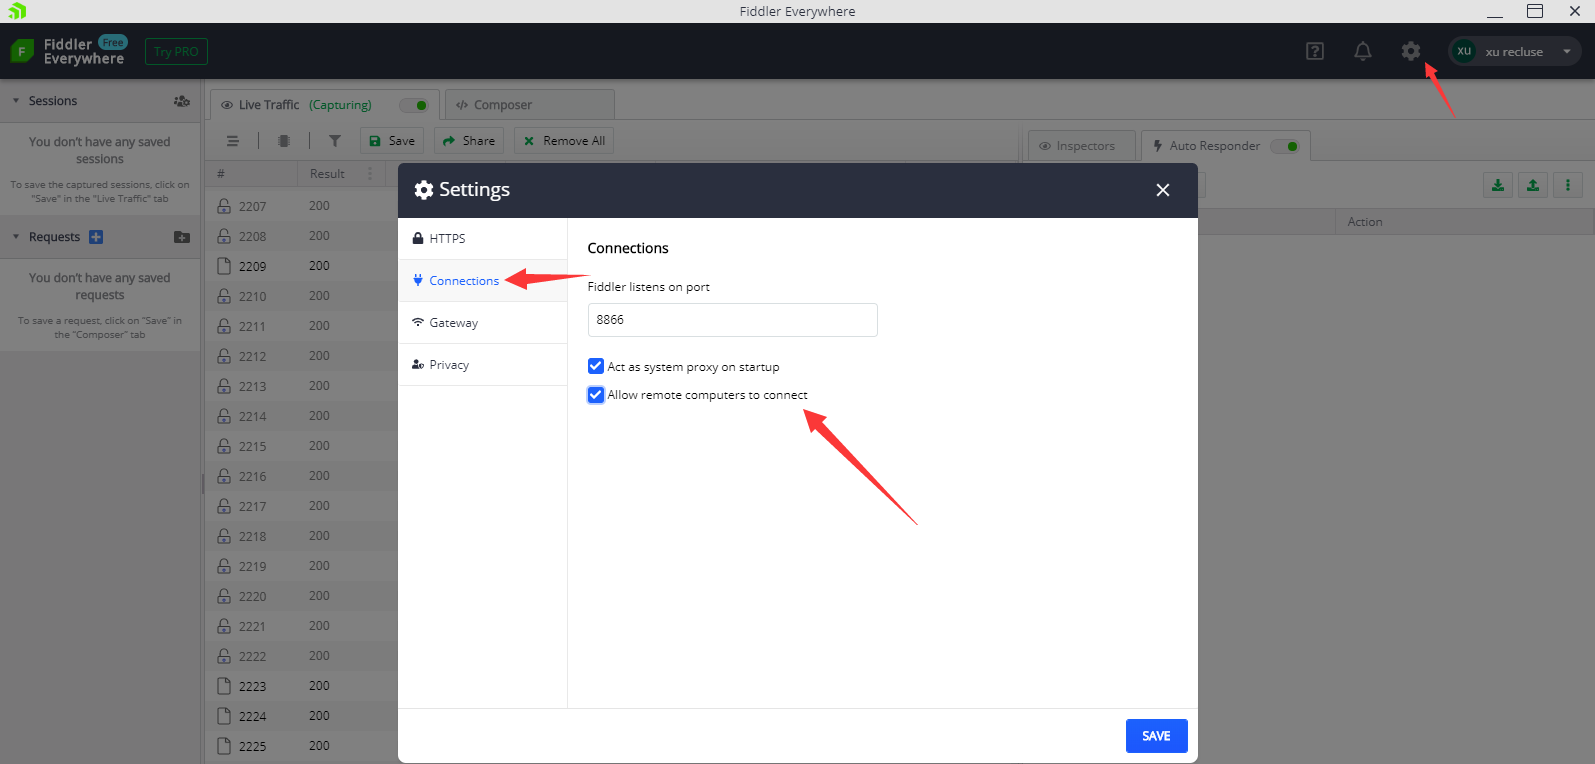 Fiddler Everywhere
Fiddler Free
Everywhere
Try PRO
xu
xu recluse
Sessions
You don't have any saved
sessions
To save the captured sessions, click on
"Save" in the "Live Traffic" tab
Requests
You don't have any saved
requests
To save a request, click on "Save" in
the "Composer" tab
Live Traffic (Capturing)
</> Composer
Save
Share
Remove All
# Result
2207 200
2208 200
2209 200
2210 200
2211 200
2212 200
2213 200
2214 200
2215 200
2216 200
2217 200
2218 200
2219 200
2220 200
2221 200
2222 200
2223 200
2224 200
2225 200
Inspectors
Auto Responder
Action
Settings
HTTPS
Connections
Gateway
Privacy
Connections
Fiddler listens on port
8866
Act as system proxy on startup
Allow remote computers to connect
SAVE